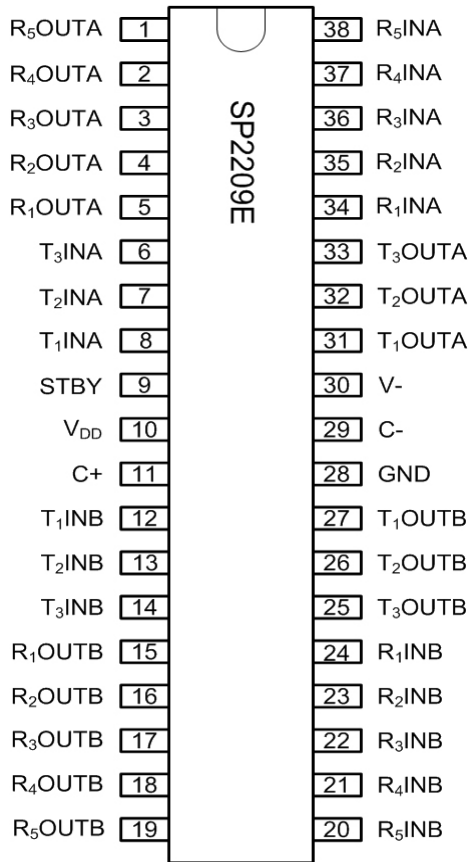 R₅OUTA 1 38 R₅INA
R₄OUTA 2 37 R₄INA
R₃OUTA 3 36 R₃INA
R₂OUTA 4 35 R₂INA
R₁OUTA 5 34 R₁INA
T₃INA 6 33 T₃OUTA
T₂INA 7 32 T₂OUTA
T₁INA 8 31 T₁OUTA
STBY 9 30 V-
V_DD 10 29 C-
C+ 11 28 GND
T₁INB 12 27 T₁OUTB
T₂INB 13 26 T₂OUTB
T₃INB 14 25 T₃OUTB
R₁OUTB 15 24 R₁INB
R₂OUTB 16 23 R₂INB
R₃OUTB 17 22 R₃INB
R₄OUTB 18 21 R₄INB
R₅OUTB 19 20 R₅INB
SP2209E